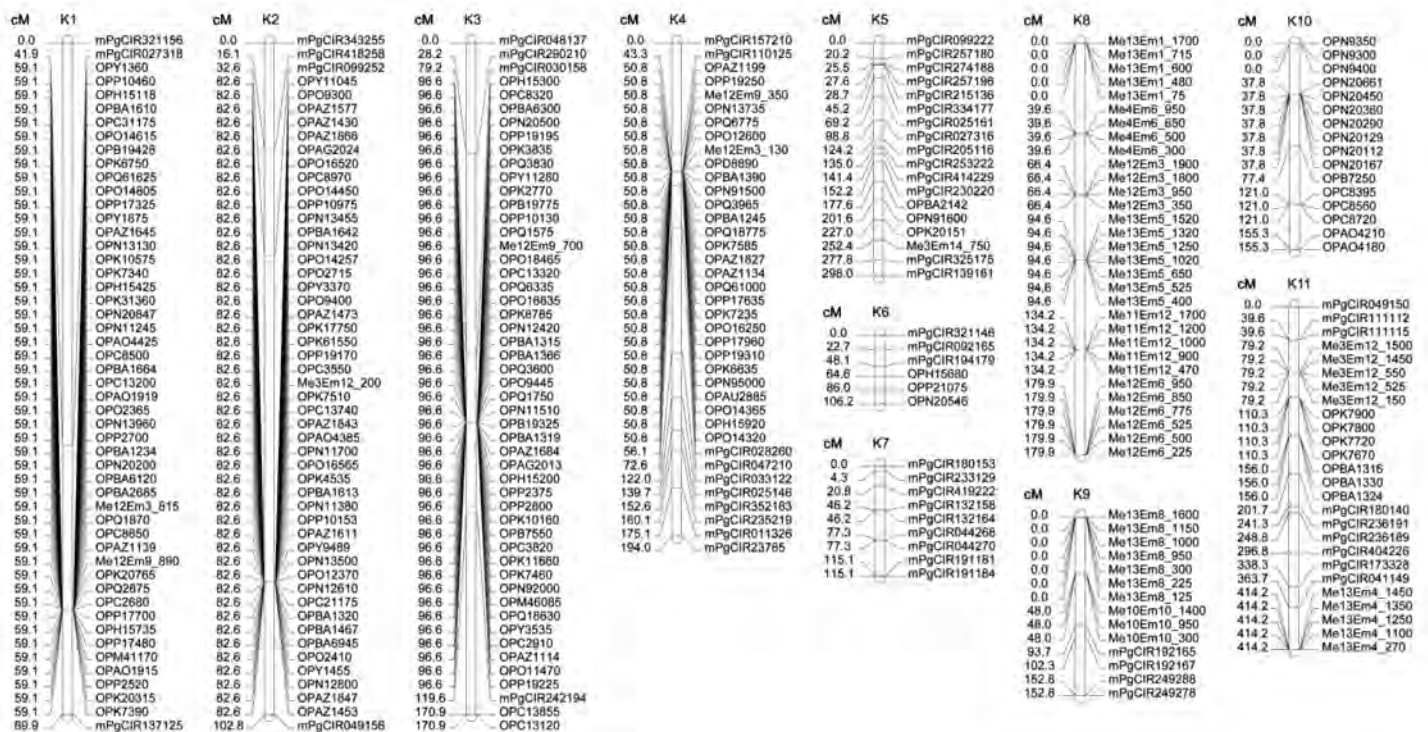 cM K1
0.0 mPgCIR321156
41.9 mPgCIR027318
59.1 OPY1360
59.1 OPP10460
59.1 OPH15118
59.1 OPBA1610
59.1 OPC31175
59.1 OPO14615
59.1 OPB19428
59.1 OPK6750
59.1 OPQ61625
59.1 OPO14805
59.1 OPP17325
59.1 OPY1875
59.1 OPAZ1645
59.1 OPN13130
59.1 OPK10575
59.1 OPK7340
59.1 OPH15425
59.1 OPK31360
59.1 OPN20847
59.1 OPN11245
59.1 OPAO4425
59.1 OPC8500
59.1 OPBA1664
59.1 OPC13200
59.1 OPAO1919
59.1 OPO2365
59.1 OPN13960
59.1 OPP2700
59.1 OPBA1234
59.1 OPN20200
59.1 OPBA6120
59.1 OPBA2685
59.1 Me12Em3_815
59.1 OPQ1870
59.1 OPC8650
59.1 OPAZ1139
59.1 Me12Em9_890
59.1 OPK20765
59.1 OPQ2675
59.1 OPC2680
59.1 OPP17700
59.1 OPH15735
59.1 OPP17480
59.1 OPM41170
59.1 OPAO1915
59.1 OPP2520
59.1 OPK20315
59.1 OPK7390
69.9 mPgCIR137125
cM K2
0.0 mPgCIR343255
16.1 mPgCIR418258
32.6 mPgCIR099252
82.6 OPY11045
82.6 OPO9300
82.6 OPAZ1577
82.6 OPAZ1430
82.6 OPAZ1866
82.6 OPAG2024
82.6 OPO16520
82.6 OPC8970
82.6 OPO14450
82.6 OPP10975
82.6 OPN13455
82.6 OPBA1642
82.6 OPN13420
82.6 OPO14257
82.6 OPO2715
82.6 OPY3370
82.6 OPO9400
82.6 OPAZ1473
82.6 OPK17750
82.6 OPK61550
82.6 OPP19170
82.6 OPC3550
82.6 Me3Em12_200
82.6 OPK7510
82.6 OPC13740
82.6 OPAZ1843
82.6 OPAO4385
82.6 OPN11700
82.6 OPO16565
82.6 OPK4535
82.6 OPBA1613
82.6 OPN11380
82.6 OPP10153
82.6 OPAZ1611
82.6 OPY9489
82.6 OPN13500
82.6 OPO12370
82.6 OPN12610
82.6 OPC21175
82.6 OPBA1320
82.6 OPBA1467
82.6 OPBA6945
82.6 OPO2410
82.6 OPY1455
82.6 OPN12800
82.6 OPAZ1847
82.6 OPAZ1453
102.8 mPgCIR049156
cM K3
0.0 mPgCIR048137
28.2 mPgCIR290210
79.2 mPgCIR030158
96.6 OPH15300
96.6 OPC8320
96.6 OPBA6300
96.6 OPN20500
96.6 OPP19195
96.6 OPK3835
96.6 OPQ3830
96.6 OPY11280
96.6 OPK2770
96.6 OPB19775
96.6 OPP10130
96.6 OPQ1575
96.6 Me12Em9_700
96.6 OPO18465
96.6 OPC13320
96.6 OPQ6335
96.6 OPO16835
96.6 OPK8785
96.6 OPN12420
96.6 OPBA1315
96.6 OPBA1366
96.6 OPQ3600
96.6 OPO9445
96.6 OPQ1750
96.6 OPN11510
96.6 OPB19325
96.6 OPBA1319
96.6 OPAZ1684
96.6 OPAG2013
96.6 OPH15200
96.6 OPP2375
96.6 OPP2800
96.6 OPK10160
96.6 OPB7550
96.6 OPC3820
96.6 OPK11660
96.6 OPK7460
96.6 OPN92000
96.6 OPM46085
96.6 OPQ18630
96.6 OPY3535
96.6 OPC2910
96.6 OPAZ1114
96.6 OPO11470
96.6 OPP19225
119.6 mPgCIR242194
170.9 OPC13855
170.9 OPC13120
cM K4
0.0 mPgCIR157210
43.3 mPgCIR110125
50.8 OPAZ1199
50.8 OPP19250
50.8 Me12Em9_350
50.8 OPN13735
50.8 OPQ6775
50.8 OPO12600
50.8 Me12Em3_130
50.8 OPD8890
50.8 OPBA1390
50.8 OPN91500
50.8 OPQ3965
50.8 OPBA1245
50.8 OPQ18775
50.8 OPK7585
50.8 OPAZ1827
50.8 OPAZ1134
50.8 OPQ61000
50.8 OPP17635
50.8 OPK7235
50.8 OPO16250
50.8 OPP17960
50.8 OPP19310
50.8 OPK6635
50.8 OPN95000
50.8 OPAU2885
50.8 OPO14365
50.8 OPH15920
50.8 OPO14320
56.1 mPgCIR028260
72.6 mPgCIR047210
122.0 mPgCIR033122
139.7 mPgCIR025146
152.6 mPgCIR352183
160.1 mPgCIR235219
175.1 mPgCIR011326
194.0 mPgCIR23765
cM K5
0.0 mPgCIR099222
20.2 mPgCIR257180
25.5 mPgCIR274188
27.6 mPgCIR257196
28.7 mPgCIR215136
45.2 mPgCIR334177
69.2 mPgCIR025161
98.8 mPgCIR027316
124.2 mPgCIR205116
135.0 mPgCIR253222
141.4 mPgCIR414229
152.2 mPgCIR230220
177.6 OPBA2142
201.6 OPN91600
227.0 OPK20151
252.4 Me3Em14_750
277.8 mPgCIR325175
298.0 mPgCIR139161
cM K6
0.0 mPgCIR321146
22.7 mPgCIR092165
48.1 mPgCIR194179
64.6 OPH15680
86.0 OPP21075
106.2 OPN20546
cM K7
0.0 mPgCIR180153
4.3 mPgCIR233129
20.8 mPgCIR419222
46.2 mPgCIR132158
46.2 mPgCIR132164
77.3 mPgCIR044268
77.3 mPgCIR044270
115.1 mPgCIR191181
115.1 mPgCIR191184
cM K8
0.0 Me13Em1_1700
0.0 Me13Em1_715
0.0 Me13Em1_600
0.0 Me13Em1_480
0.0 Me13Em1_75
39.6 Me4Em6_950
39.6 Me4Em6_650
39.6 Me4Em6_500
39.6 Me4Em6_300
66.4 Me12Em3_1900
66.4 Me12Em3_1800
66.4 Me12Em3_950
66.4 Me12Em3_350
94.6 Me13Em5_1520
94.6 Me13Em5_1320
94.6 Me13Em5_1250
94.6 Me13Em5_1020
94.6 Me13Em5_650
94.6 Me13Em5_525
94.6 Me13Em5_400
134.2 Me11Em12_1700
134.2 Me11Em12_1200
134.2 Me11Em12_1000
134.2 Me11Em12_900
134.2 Me11Em12_470
179.9 Me12Em6_950
179.9 Me12Em6_850
179.9 Me12Em6_775
179.9 Me12Em6_525
179.9 Me12Em6_500
179.9 Me12Em6_225
cM K9
0.0 Me13Em8_1600
0.0 Me13Em8_1150
0.0 Me13Em8_1000
0.0 Me13Em8_950
0.0 Me13Em8_300
0.0 Me13Em8_225
0.0 Me13Em8_125
48.0 Me10Em10_1400
48.0 Me10Em10_950
48.0 Me10Em10_300
93.7 mPgCIR192165
102.3 mPgCIR192167
152.8 mPgCIR249288
152.8 mPgCIR249278
cM K10
0.0 OPN9350
0.0 OPN9300
0.0 OPN9400
37.8 OPN20661
37.8 OPN20450
37.8 OPN20360
37.8 OPN20290
37.8 OPN20129
37.8 OPN20112
37.8 OPN20167
77.4 OPB7250
121.0 OPC8395
121.0 OPC8560
121.0 OPC8720
155.3 OPAO4210
155.3 OPAO4180
cM K11
0.0 mPgCIR049150
39.6 mPgCIR111112
39.6 mPgCIR111115
79.2 Me3Em12_1500
79.2 Me3Em12_1450
79.2 Me3Em12_550
79.2 Me3Em12_525
79.2 Me3Em12_150
110.3 OPK7900
110.3 OPK7800
110.3 OPK7720
110.3 OPK7670
156.0 OPBA1316
156.0 OPBA1330
156.0 OPBA1324
201.7 mPgCIR180140
241.3 mPgCIR236191
248.8 mPgCIR236189
296.8 mPgCIR404226
338.3 mPgCIR173328
363.7 mPgCIR041149
414.2 Me13Em4_1450
414.2 Me13Em4_1350
414.2 Me13Em4_1250
414.2 Me13Em4_1100
414.2 Me13Em4_270